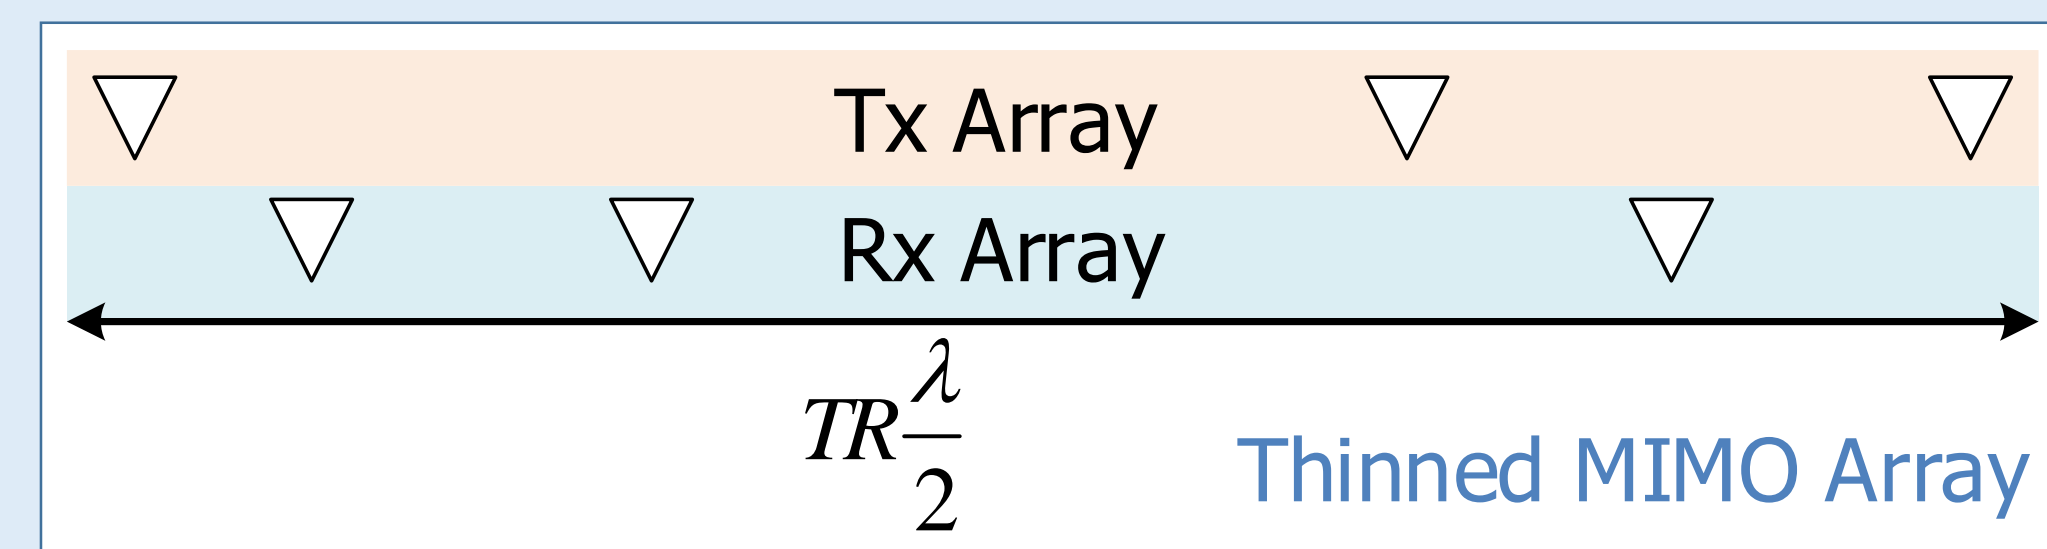 Tx Array
Rx Array
TR λ/2
Thinned MIMO Array